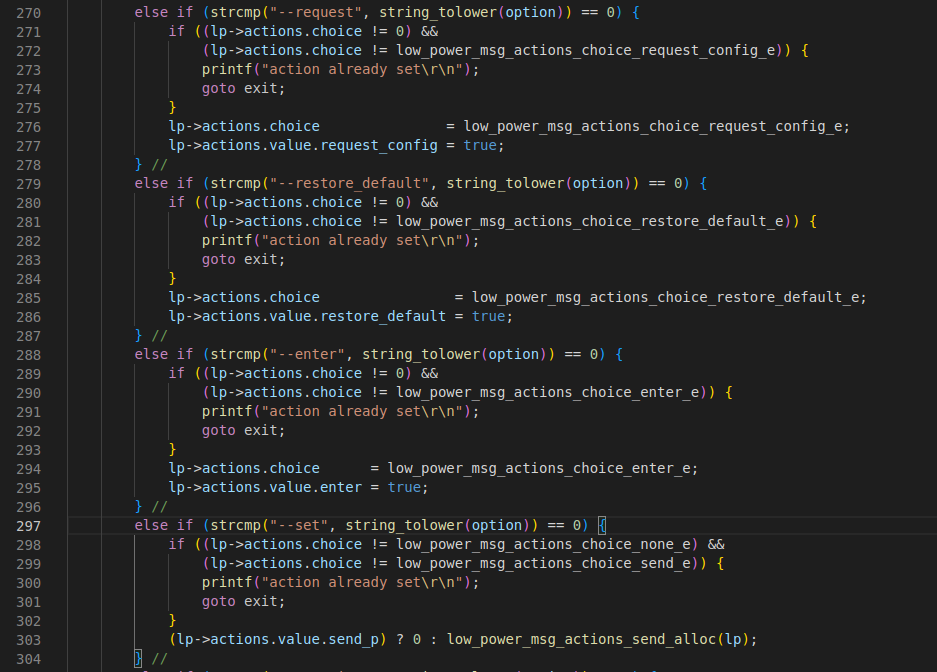 270 else if (strcmp("--request", string_tolower(option)) == 0) {
271 if ((lp->actions.choice != 0) &&
272 (lp->actions.choice != low_power_msg_actions_choice_request_config_e)) {
273 printf("action already set\r\n");
274 goto exit;
275 }
276 lp->actions.choice = low_power_msg_actions_choice_request_config_e;
277 lp->actions.value.request_config = true;
278 } //
279 else if (strcmp("--restore_default", string_tolower(option)) == 0) {
280 if ((lp->actions.choice != 0) &&
281 (lp->actions.choice != low_power_msg_actions_choice_restore_default_e)) {
282 printf("action already set\r\n");
283 goto exit;
284 }
285 lp->actions.choice = low_power_msg_actions_choice_restore_default_e;
286 lp->actions.value.restore_default = true;
287 } //
288 else if (strcmp("--enter", string_tolower(option)) == 0) {
289 if ((lp->actions.choice != 0) &&
290 (lp->actions.choice != low_power_msg_actions_choice_enter_e)) {
291 printf("action already set\r\n");
292 goto exit;
293 }
294 lp->actions.choice = low_power_msg_actions_choice_enter_e;
295 lp->actions.value.enter = true;
296 } //
297 else if (strcmp("--set", string_tolower(option)) == 0) {
298 if ((lp->actions.choice != low_power_msg_actions_choice_none_e) &&
299 (lp->actions.choice != low_power_msg_actions_choice_send_e)) {
300 printf("action already set\r\n");
301 goto exit;
302 }
303 (lp->actions.value.send_p) ? 0 : low_power_msg_actions_send_alloc(lp);
304 } //